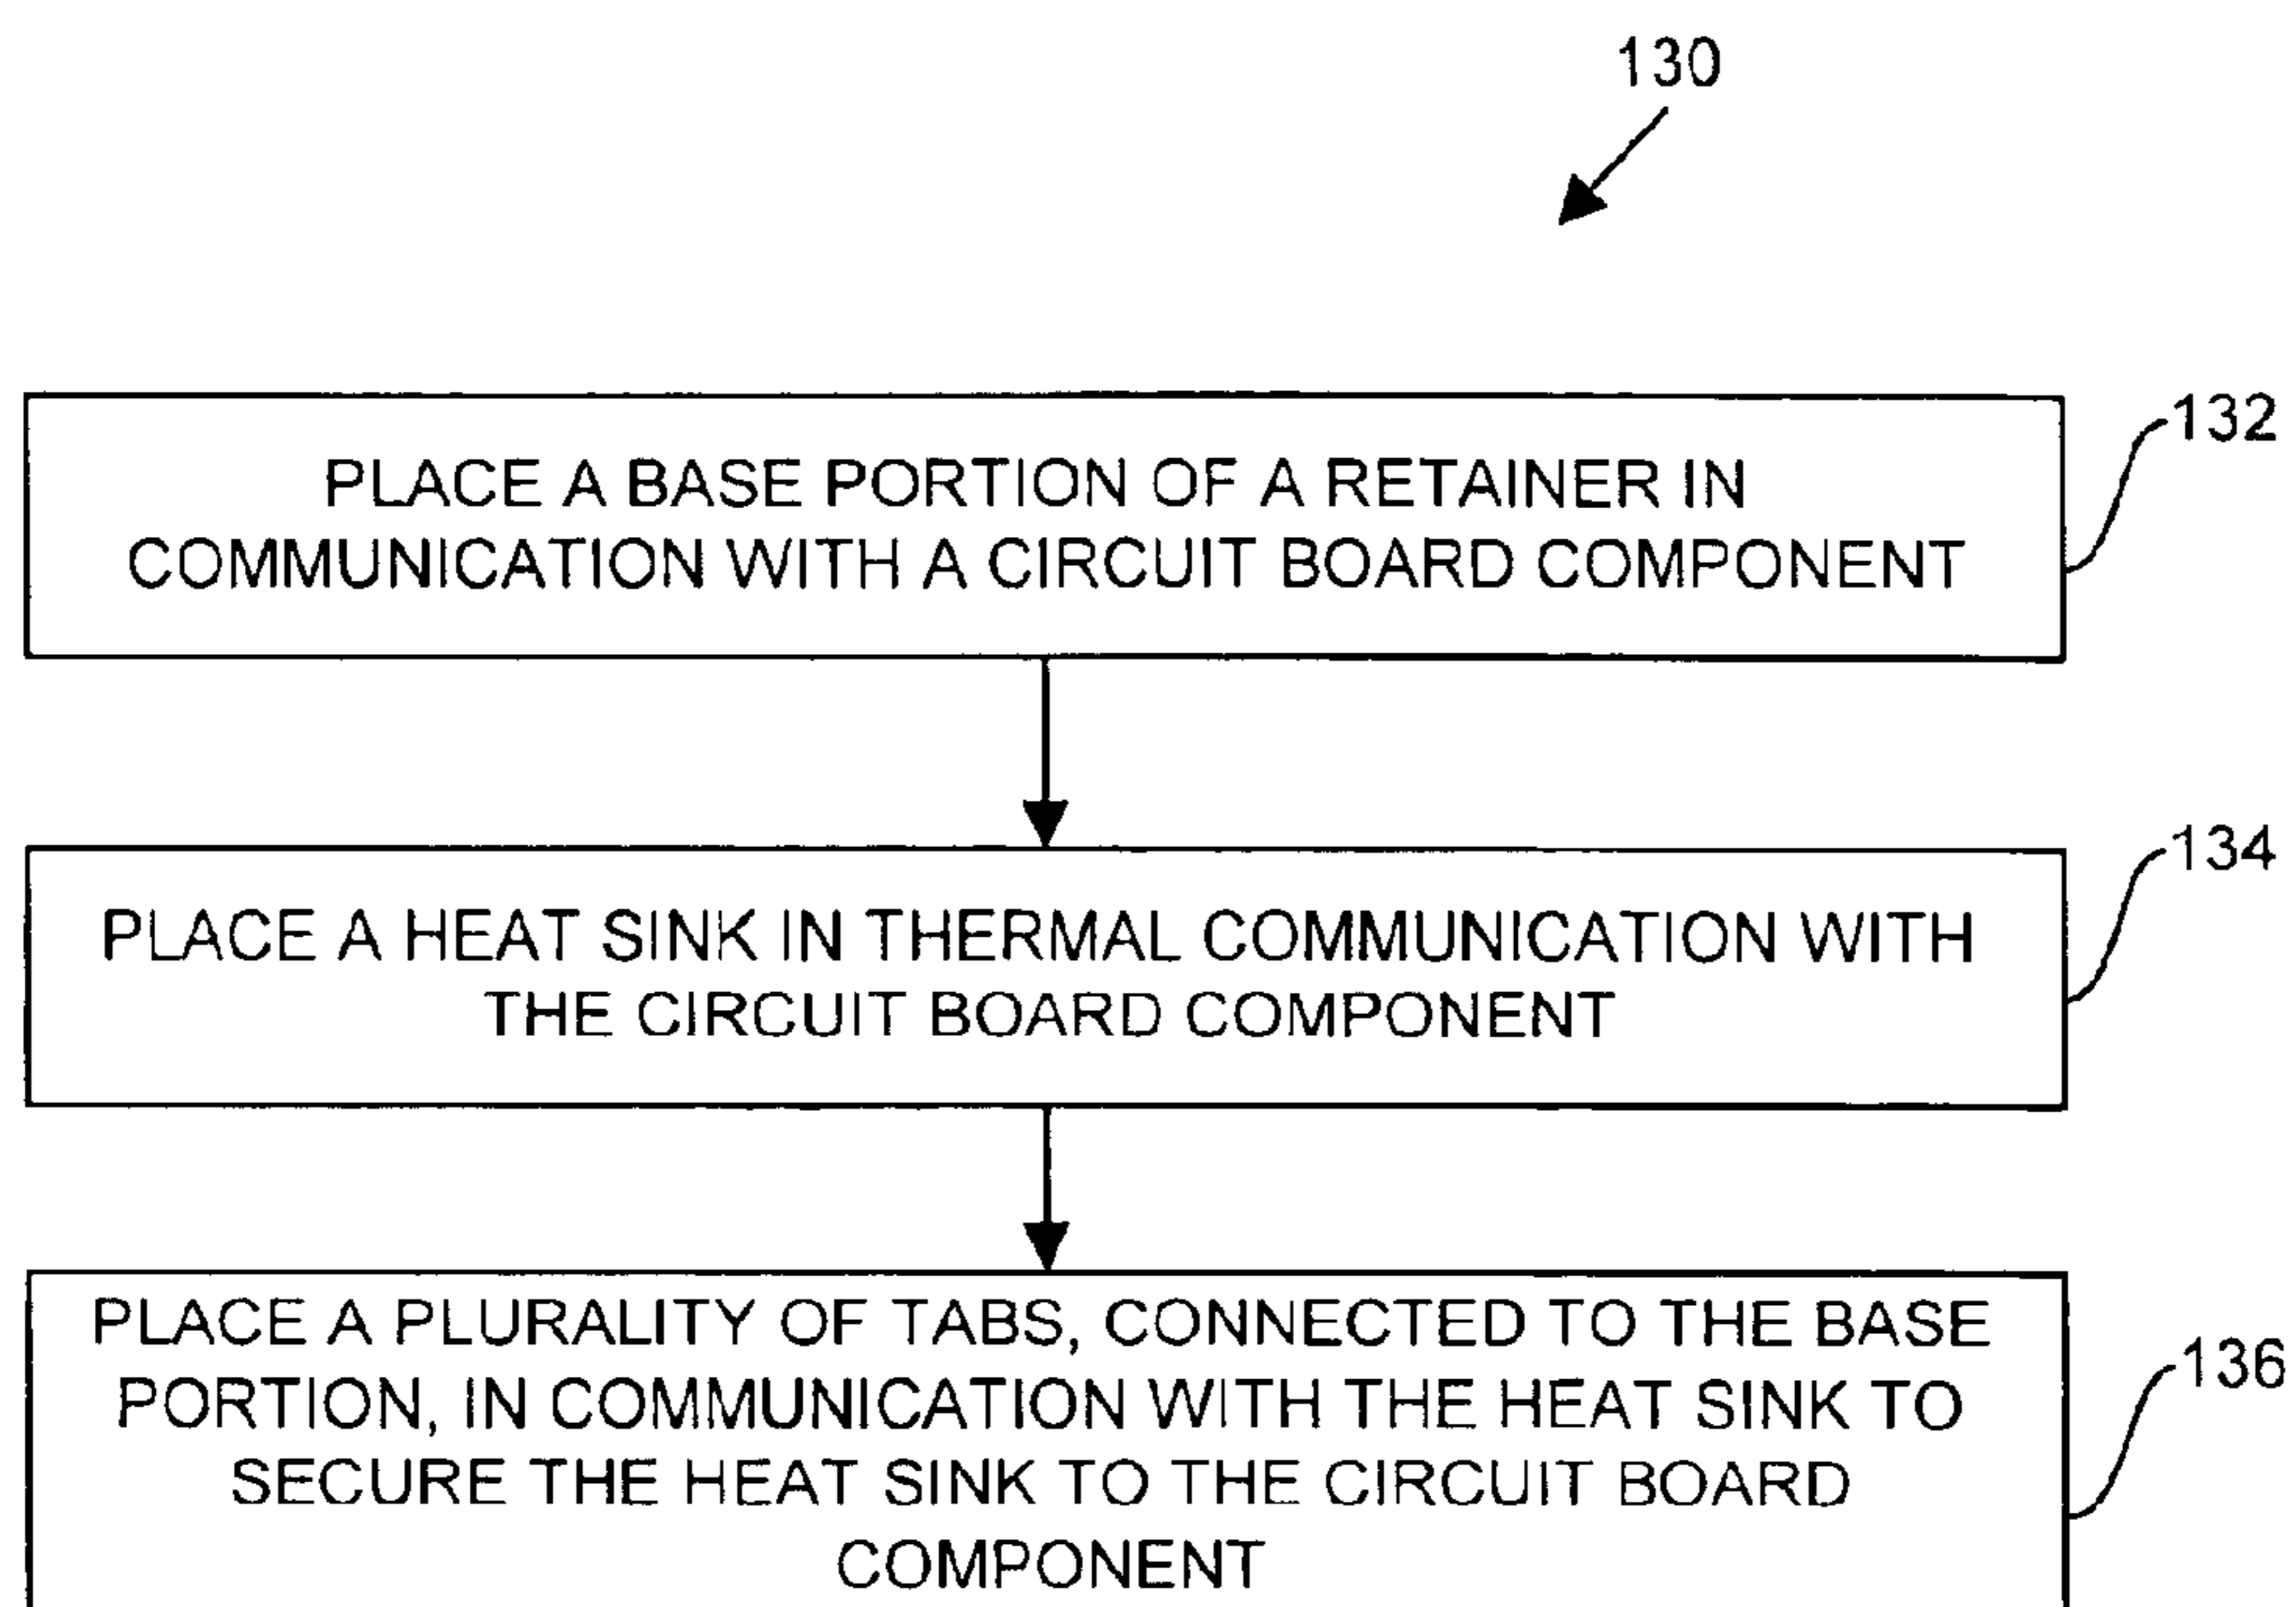 130
PLACE A BASE PORTION OF A RETAINER IN
COMMUNICATION WITH A CIRCUIT BOARD COMPONENT
132
PLACE A HEAT SINK IN THERMAL COMMUNICATION WITH
THE CIRCUIT BOARD COMPONENT
134
PLACE A PLURALITY OF TABS, CONNECTED TO THE BASE
PORTION, IN COMMUNICATION WITH THE HEAT SINK TO
SECURE THE HEAT SINK TO THE CIRCUIT BOARD
COMPONENT
136